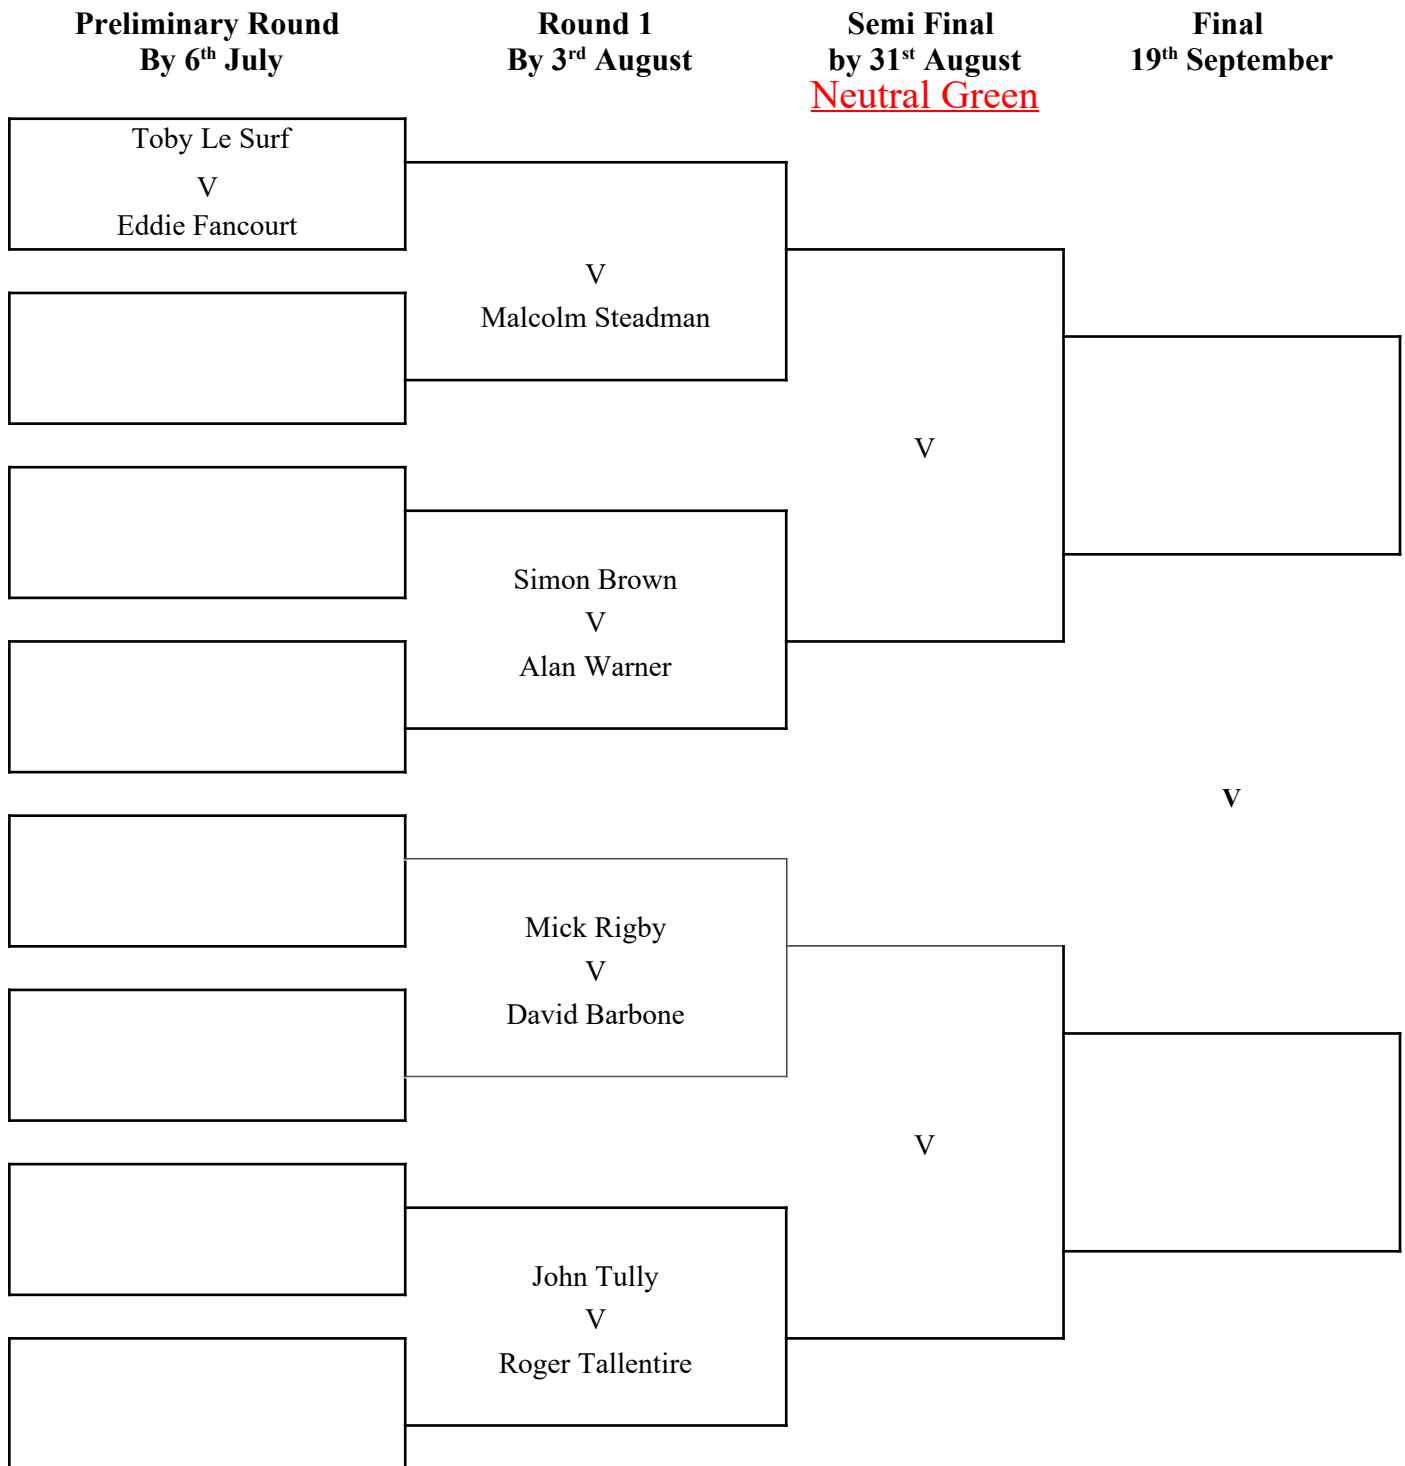 Preliminary Round
By 6th July
Round 1
By 3rd August
Semi Final
by 31st August
Neutral Green
Final
19th September
Toby Le Surf
V
Eddie Fancourt
V
Malcolm Steadman
Simon Brown
V
Alan Warner
Mick Rigby
V
David Barbone
John Tully
V
Roger Tallentire
V
V
V